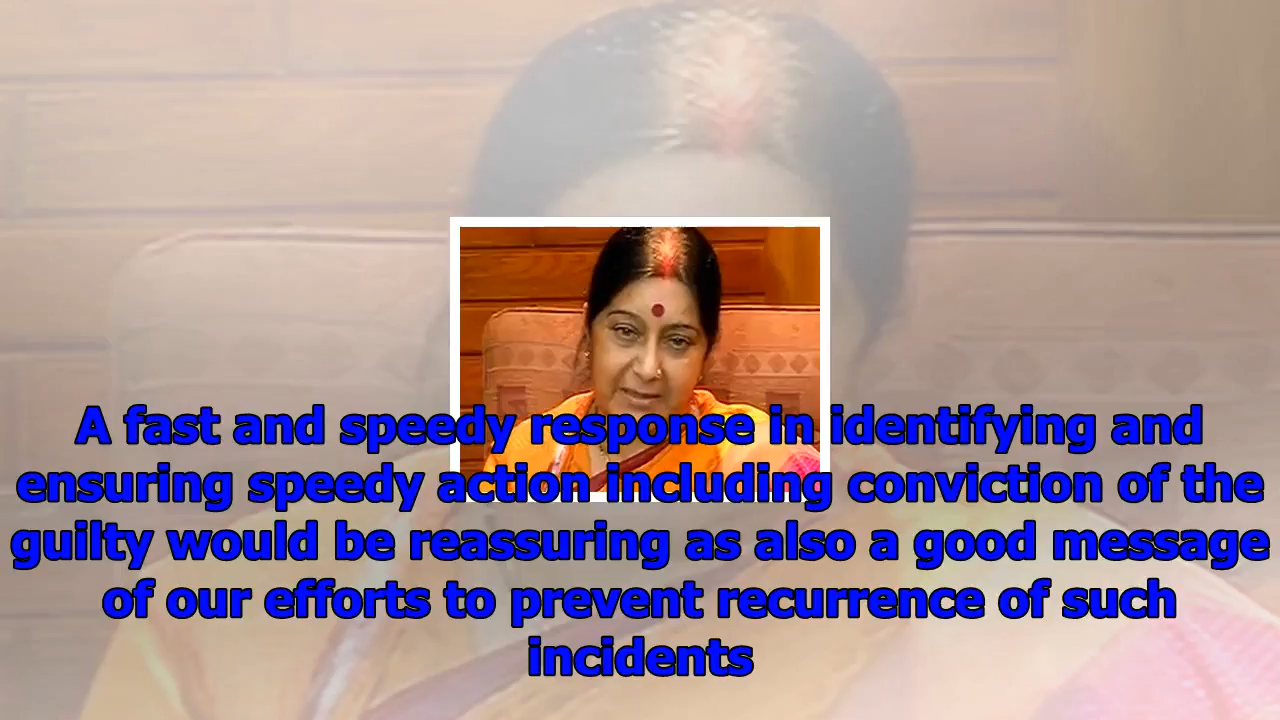 A fast and speedy response in identifying and
ensuring speedy action including conviction of the
guilty would be reassuring as also a good message
of our efforts to prevent recurrence of such
incidents